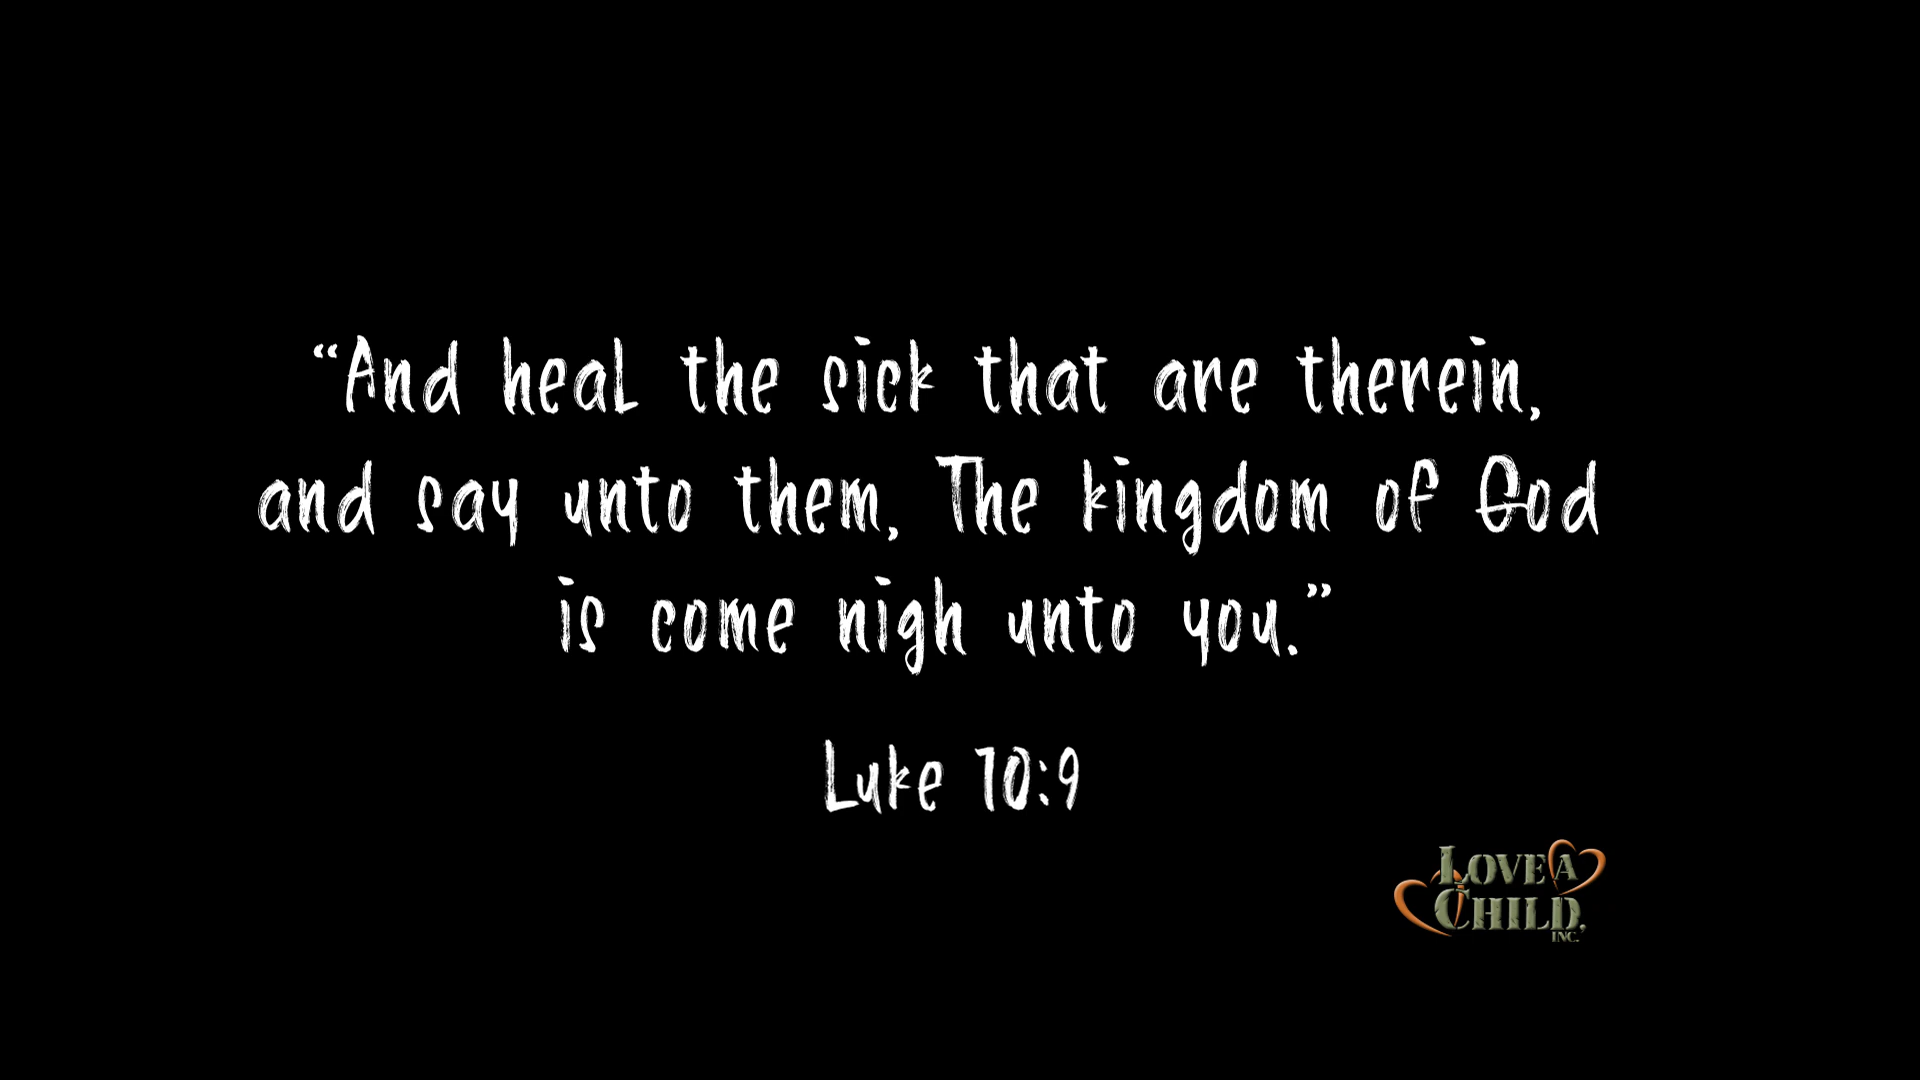 “And heal the sick that are therein,
and say unto them, The kingdom of God
is come nigh unto you.”
Luke 10:9
LOVE A
CHILD,
INC.